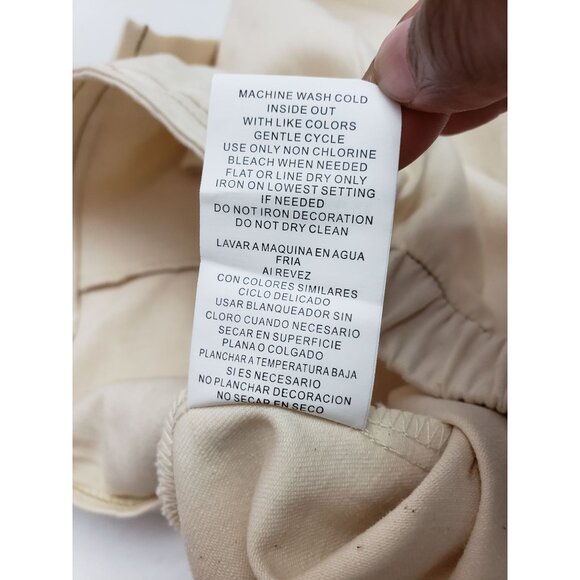 MACHINE WASH COLD
INSIDE OUT
WITH LIKE COLORS
GENTLE CYCLE
USE ONLY NON CHLORINE
BLEACH WHEN NEEDED
FLAT OR LINE DRY ONLY
IRON ON LOWEST SETTING
IF NEEDED
DO NOT IRON DECORATION
DO NOT DRY CLEAN
LAVAR A MAQUINA EN AGUA
FRIA
AI REVEZ
CON COLORES SIMILARES
CICLO DELICADO
USAR BLANQUEADOR SIN
CLORO CUANDO NECESARIO
SECAR EN SUPERFICIE
PLANA O COLGADO
PLANCHAR A TEMPERATURA BAJA
SI ES NECESARIO
NO PLANCHAR DECORACION
NO SECAR EN SECO